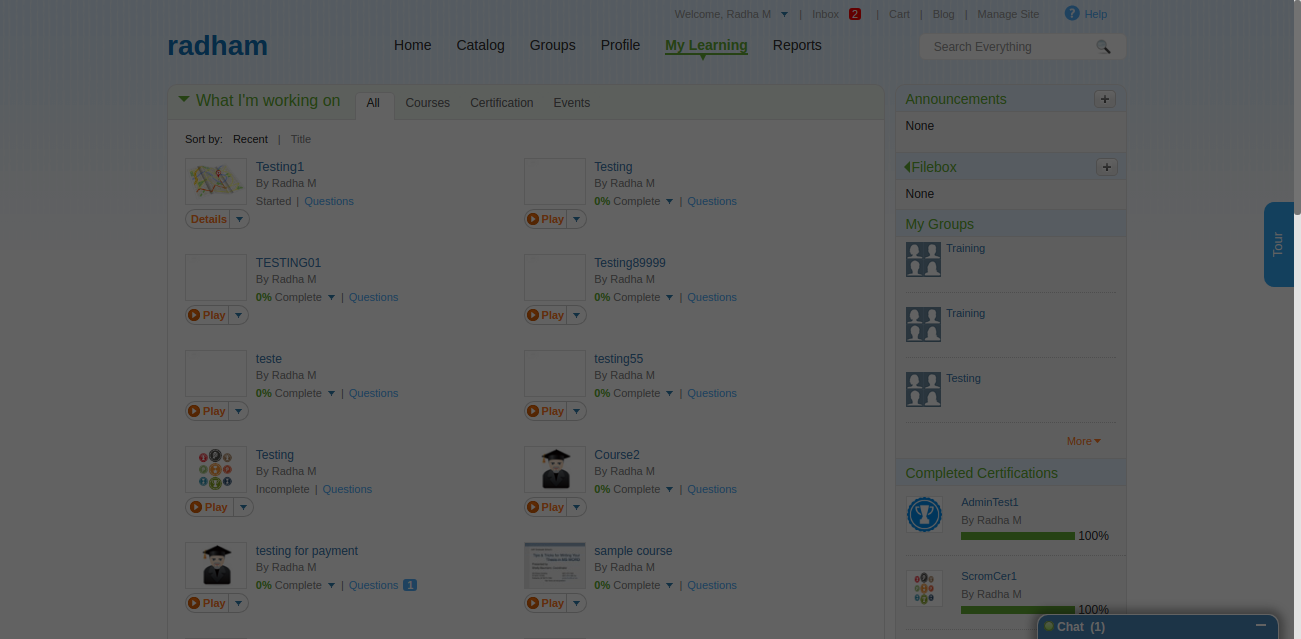 Welcome, Radha M | Inbox 2 | Cart | Blog | Manage Site ? Help
radham
Home Catalog Groups Profile My Learning Reports
Search Everything
What I'm working on All Courses Certification Events
Sort by: Recent | Title
Testing1
By Radha M
Started | Questions
Details
Testing
By Radha M
0% Complete | Questions
Play
TESTING01
By Radha M
0% Complete | Questions
Play
Testing89999
By Radha M
0% Complete | Questions
Play
teste
By Radha M
0% Complete | Questions
Play
testing55
By Radha M
0% Complete | Questions
Play
Testing
By Radha M
Incomplete | Questions
Play
Course2
By Radha M
0% Complete | Questions
Play
testing for payment
By Radha M
0% Complete | Questions 1
Play
sample course
By Radha M
0% Complete | Questions
Play
Announcements +
None
Filebox +
None
My Groups
Training
Training
Testing
More
Completed Certifications
AdminTest1
By Radha M
100%
ScromCer1
By Radha M
100%
Tour
Chat (1)